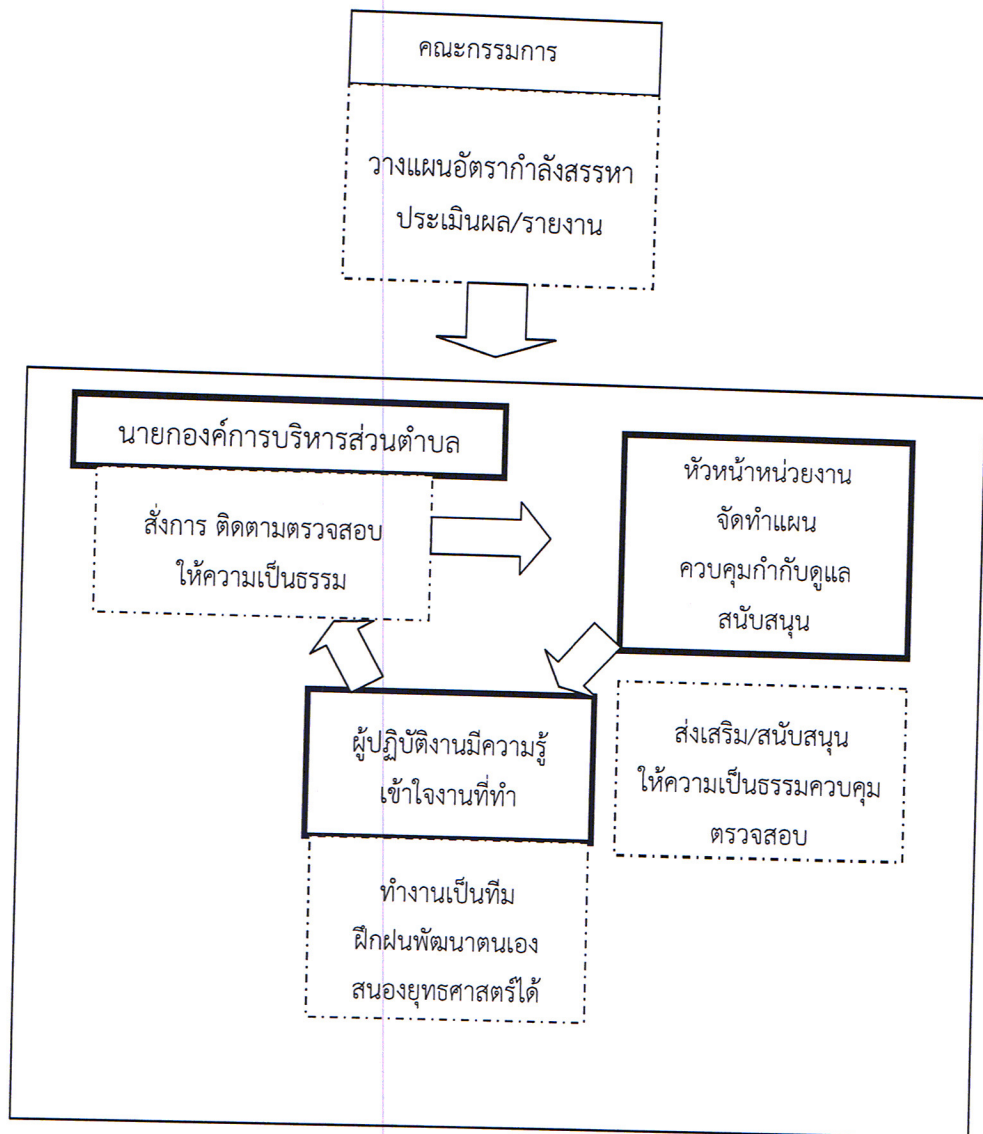 คณะกรรมการ
วางแผนอัตรากำลังสรรหา
ประเมินผล/รายงาน
นายกองค์การบริหารส่วนตำบล
สั่งการ ติดตามตรวจสอบ
ให้ความเป็นธรรม
หัวหน้าหน่วยงาน
จัดทำแผน
ควบคุมกำกับดูแล
สนับสนุน
ส่งเสริม/สนับสนุน
ให้ความเป็นธรรมควบคุม
ตรวจสอบ
ผู้ปฏิบัติงานมีความรู้
เข้าใจงานที่ทำ
ทำงานเป็นทีม
ฝึกฝนพัฒนาตนเอง
สนองยุทธศาสตร์ได้